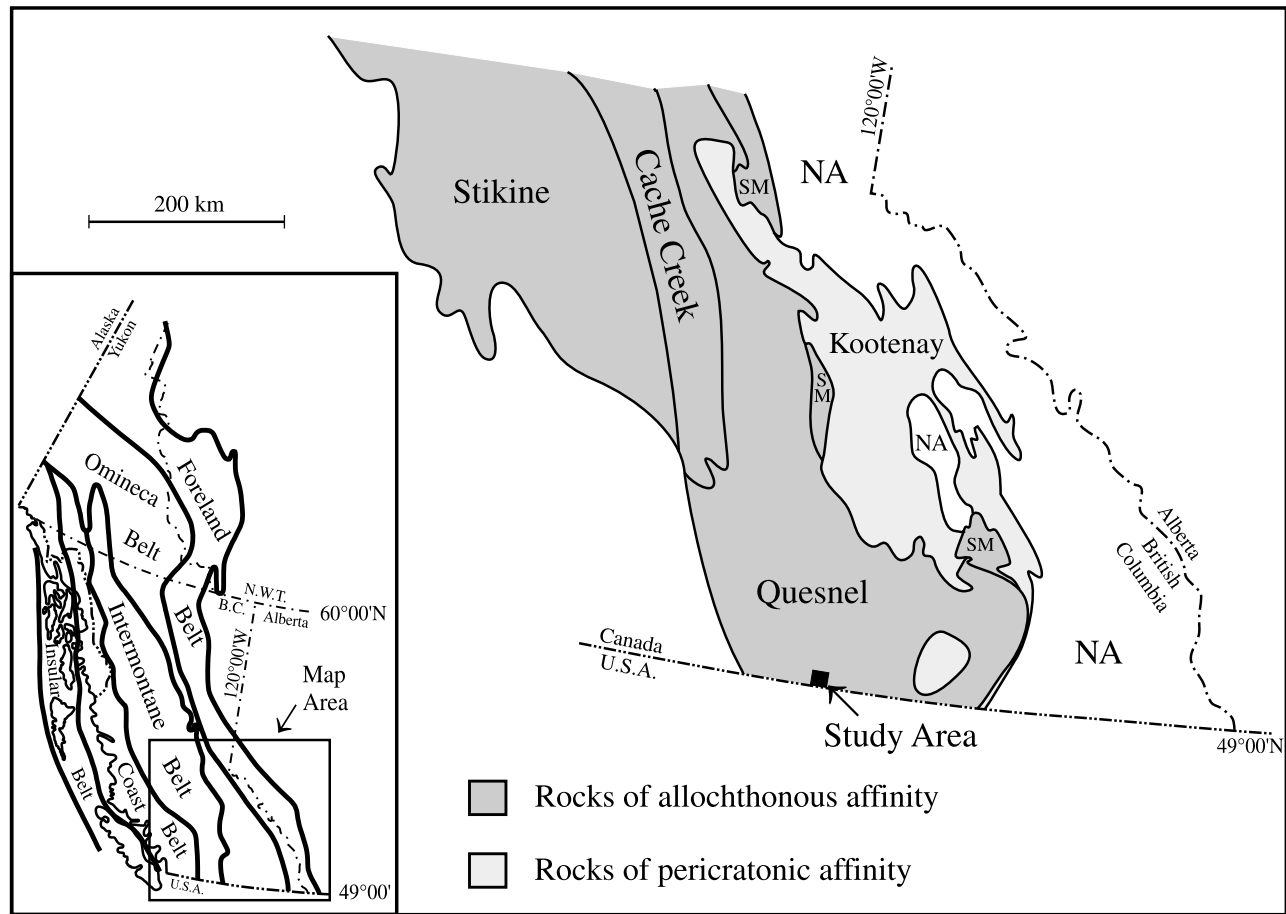 120°00'W
NA
Stikine
Cache Creek
SM
200 km
Kootenay
S
M
NA
SM
Alberta
British
Columbia
Quesnel
Canada
U.S.A.
NA
Study Area
49°00'N
Rocks of allochthonous affinity
Rocks of pericratonic affinity
Alaska
Yukon
Omineca
Belt
Foreland
Belt
N.W.T.
B.C.
Alberta
60°00'N
120°00'W
Insular
Belt
Intermontane
Belt
Coast
Belt
Map
Area
U.S.A.
49°00'